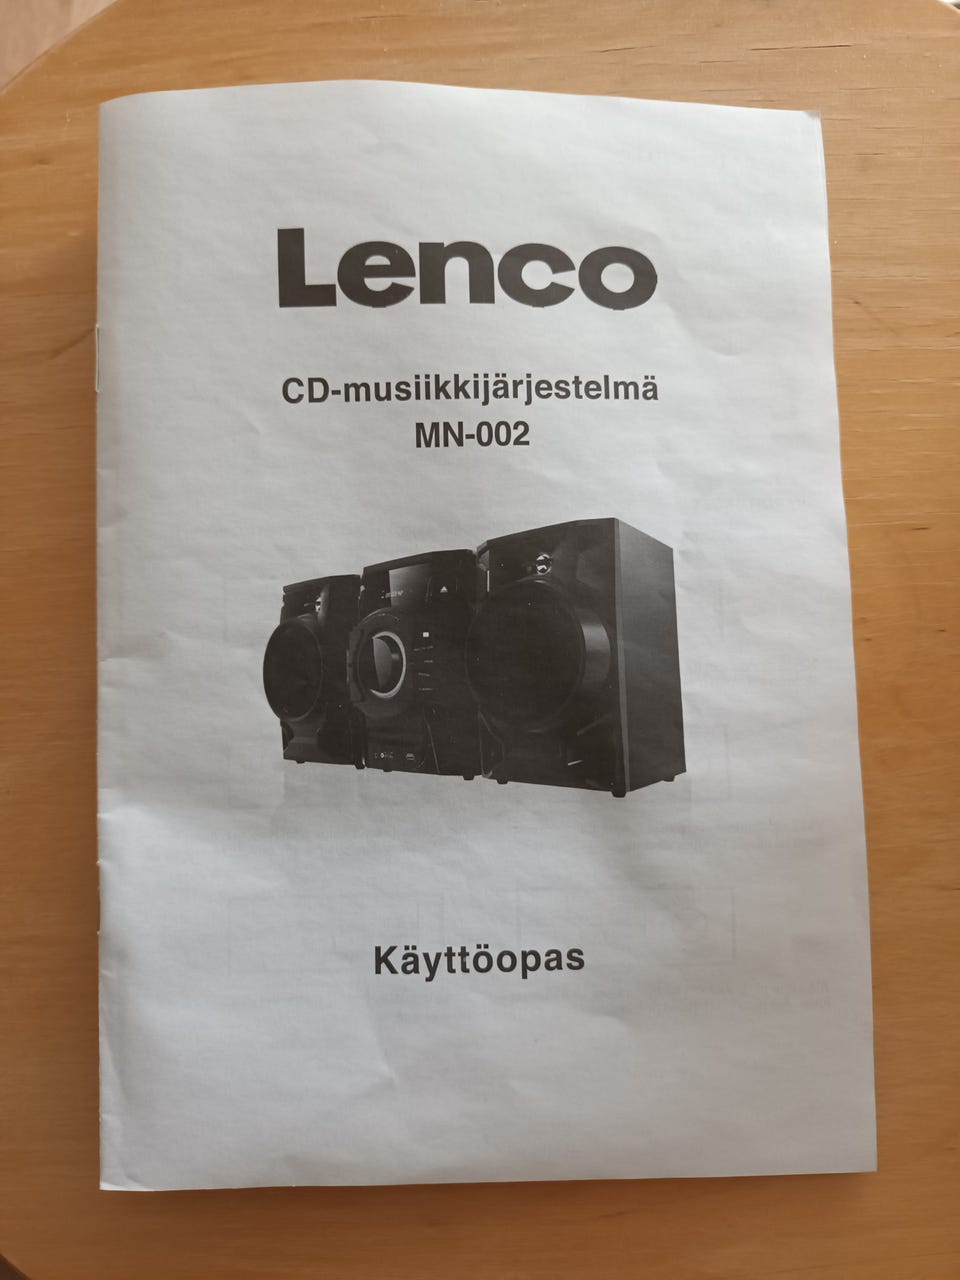 Lenco
CD-musiikkijärjestelmä
MN-002
Käyttöopas